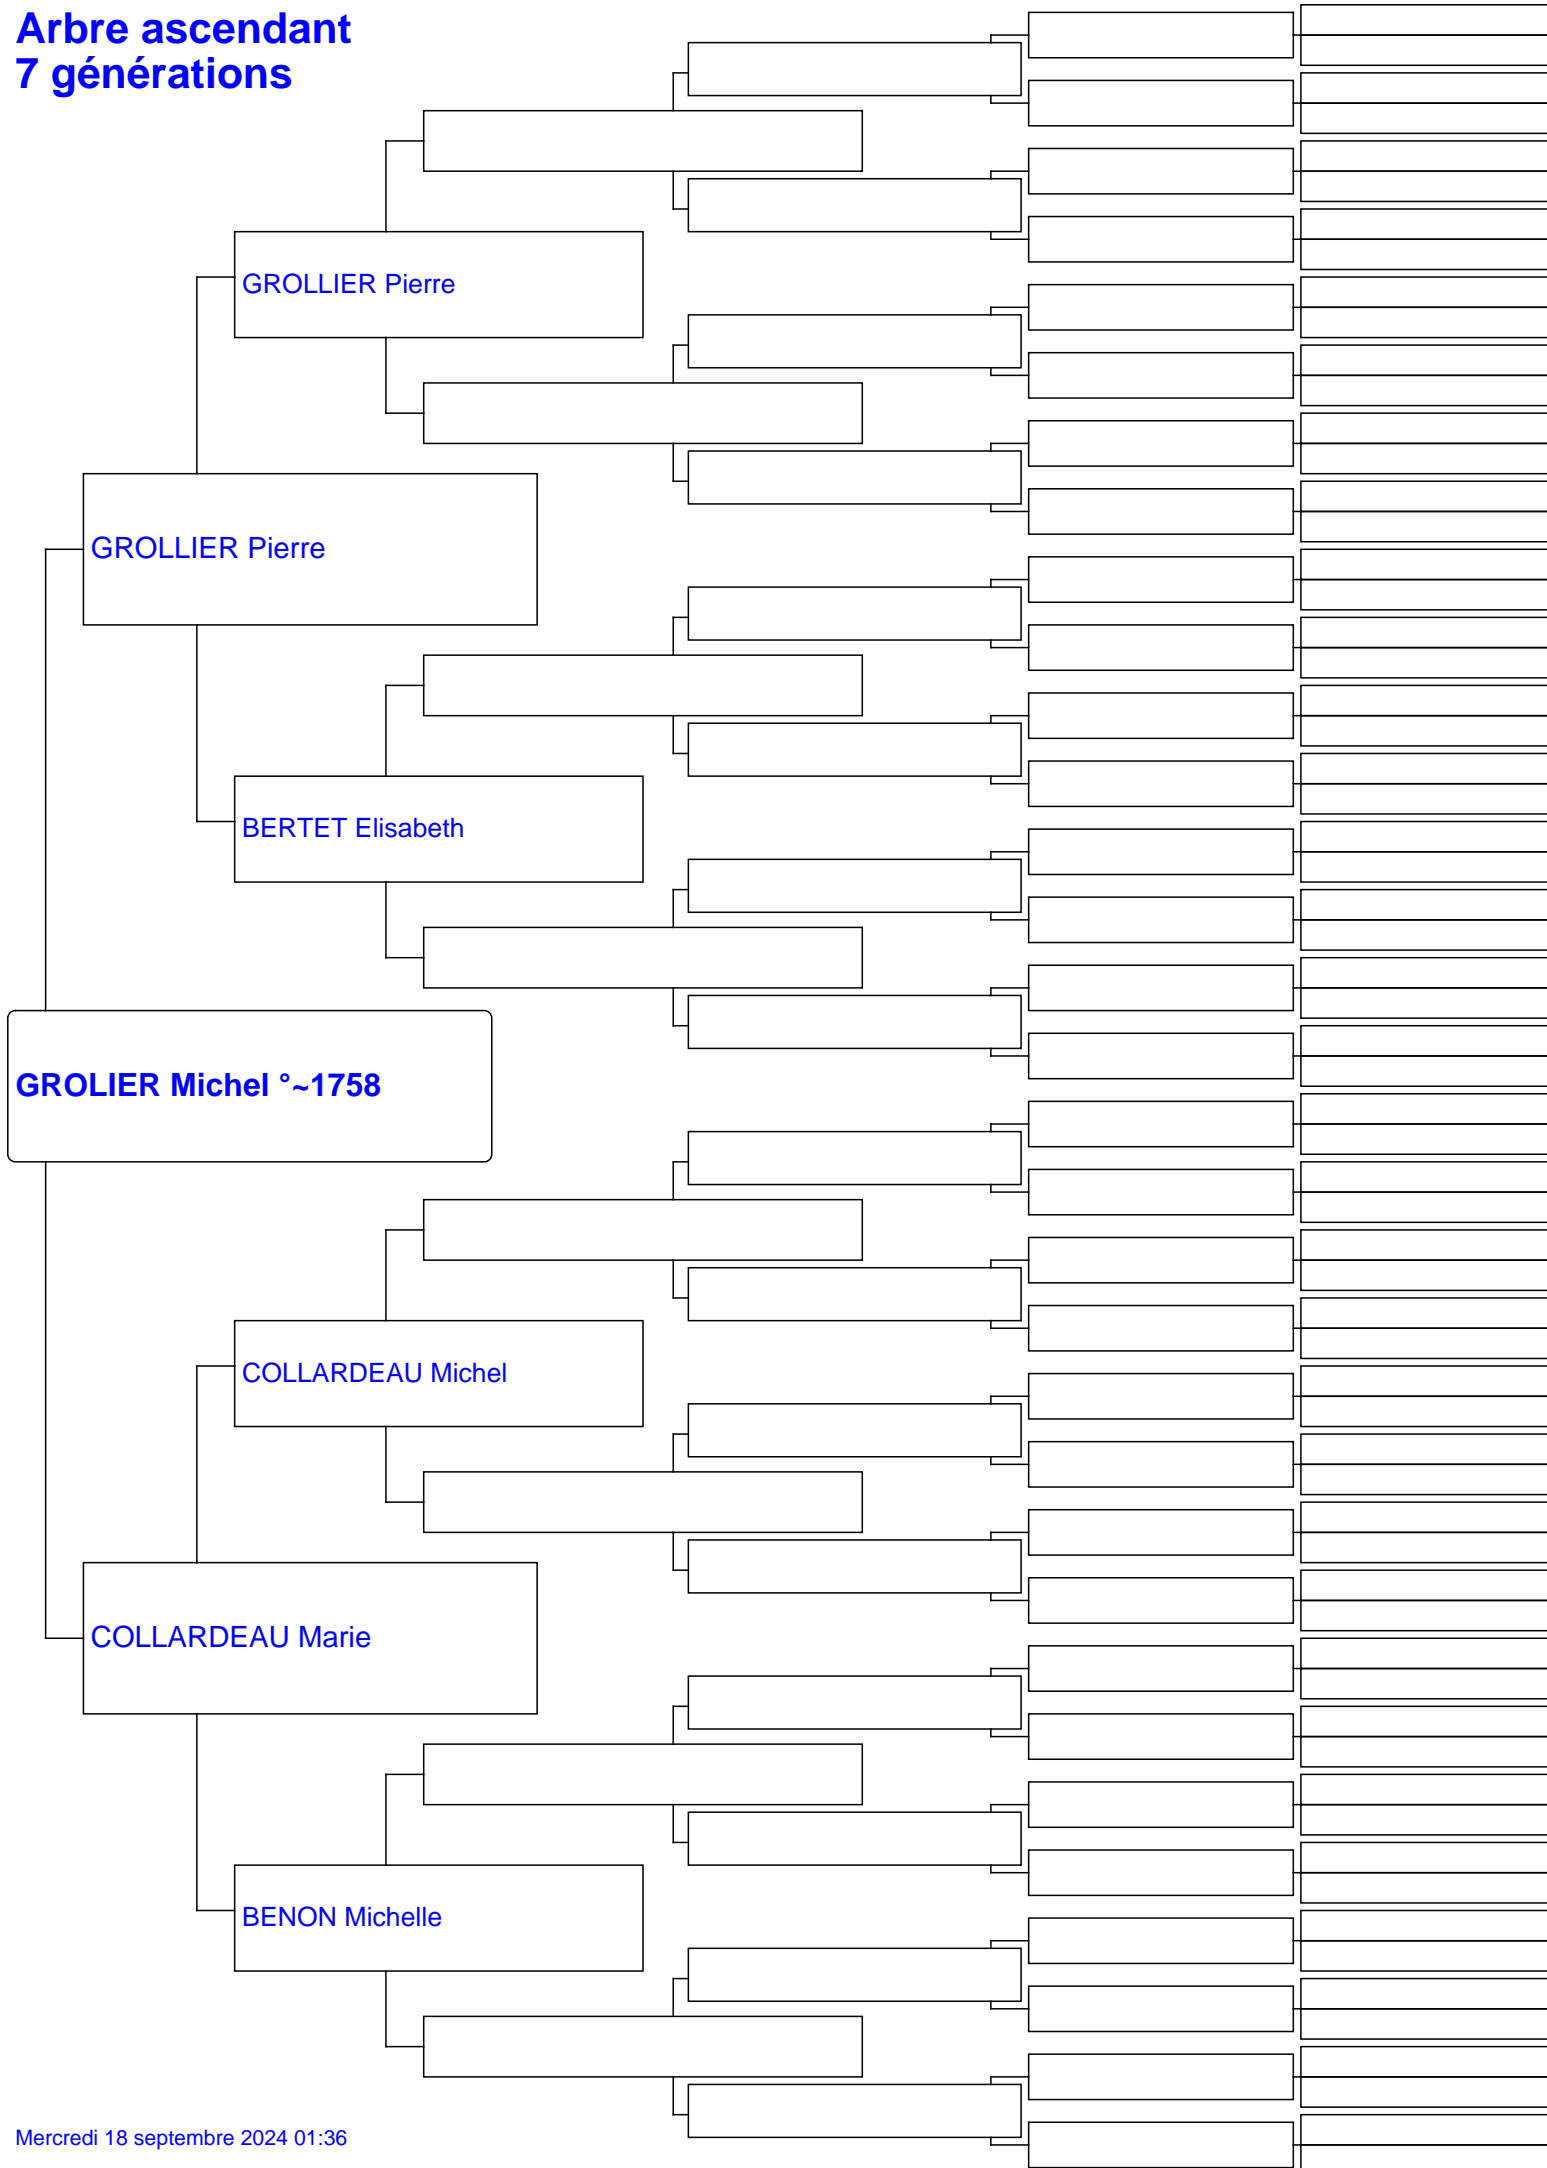 Arbre ascendant
7 générations
GROLLIER Pierre
GROLLIER Pierre
BERTET Elisabeth
GROLIER Michel °~1758
COLLARDEAU Michel
COLLARDEAU Marie
BENON Michelle
Mercredi 18 septembre 2024 01:36